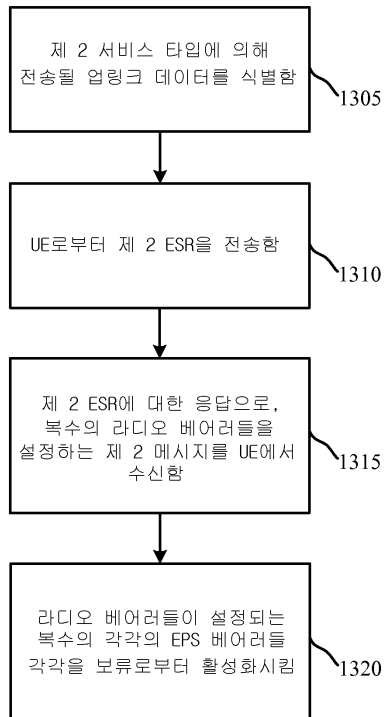 제 2 서비스 타입에 의해
전송될 업링크 데이터를 식별함
1305
UE로부터 제 2 ESR을 전송함
1310
제 2 ESR에 대한 응답으로,
복수의 라디오 베어러들을
설정하는 제 2 메시지를 UE에서
수신함
1315
라디오 베어러들이 설정되는
복수의 각각의 EPS 베어러들
각각을 보류로부터 활성화시킴
1320